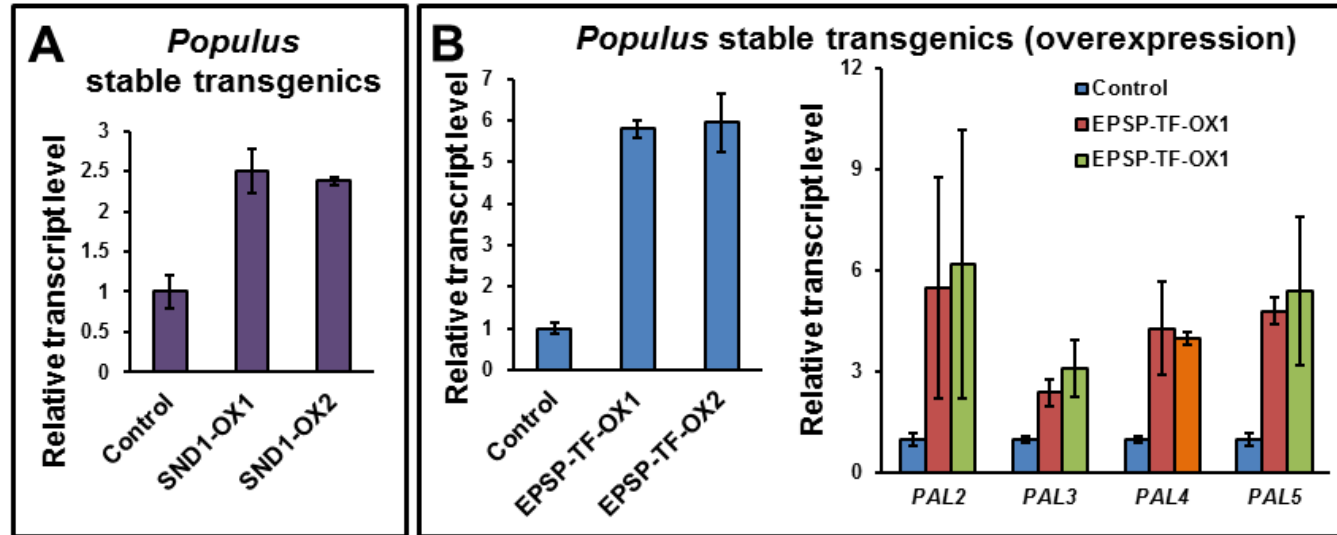 A
Populus
stable transgenics
Relative transcript level
3
2.5
2
1.5
1
0.5
0
Control
SND1-OX1
SND1-OX2
B
Populus stable transgenics (overexpression)
Relative transcript level
7
6
5
4
3
2
1
0
Control
EPSP-TF-OX1
EPSP-TF-OX2
Relative transcript level
12
9
6
3
0
Control
EPSP-TF-OX1
EPSP-TF-OX1
PAL2 PAL3 PAL4 PAL5